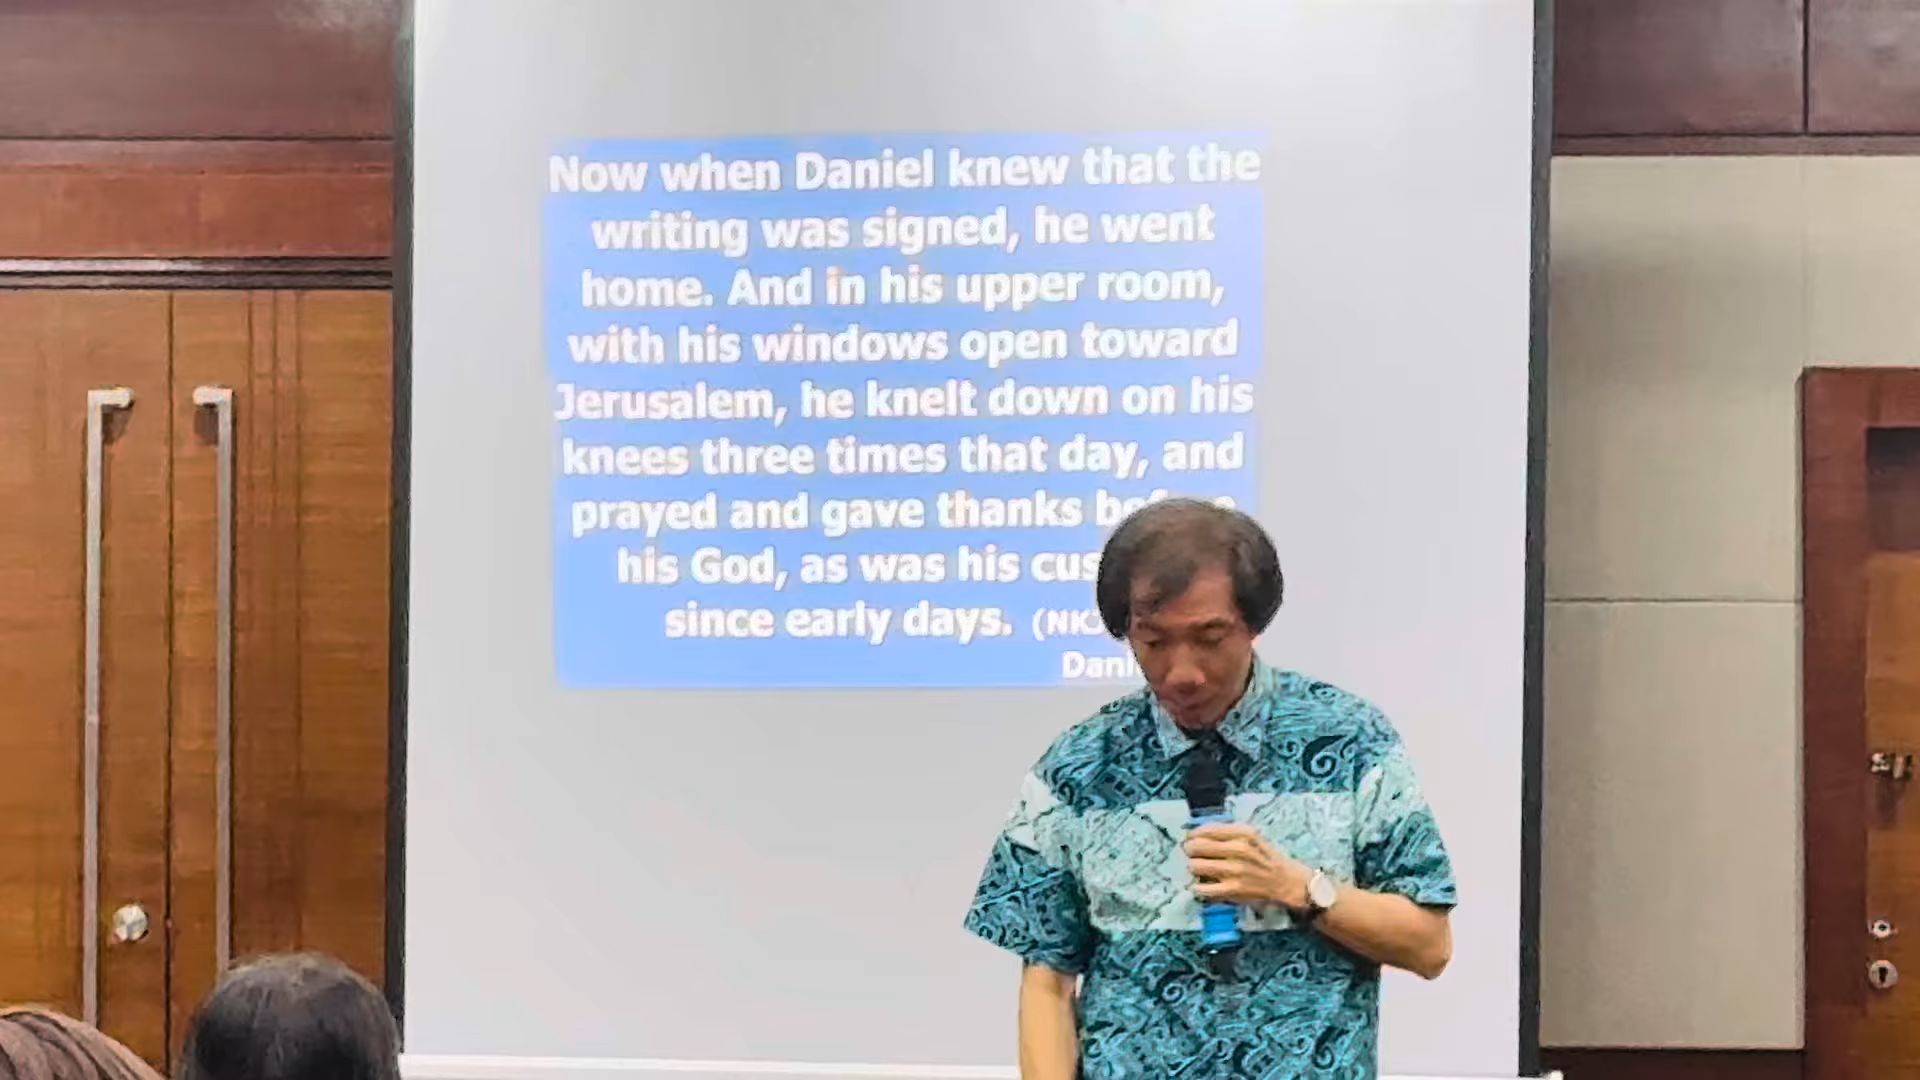 Now when Daniel knew that the
writing was signed, he went
home. And in his upper room,
with his windows open toward
Jerusalem, he knelt down on his
knees three times that day, and
prayed and gave thanks
his God, as was his
since early days.